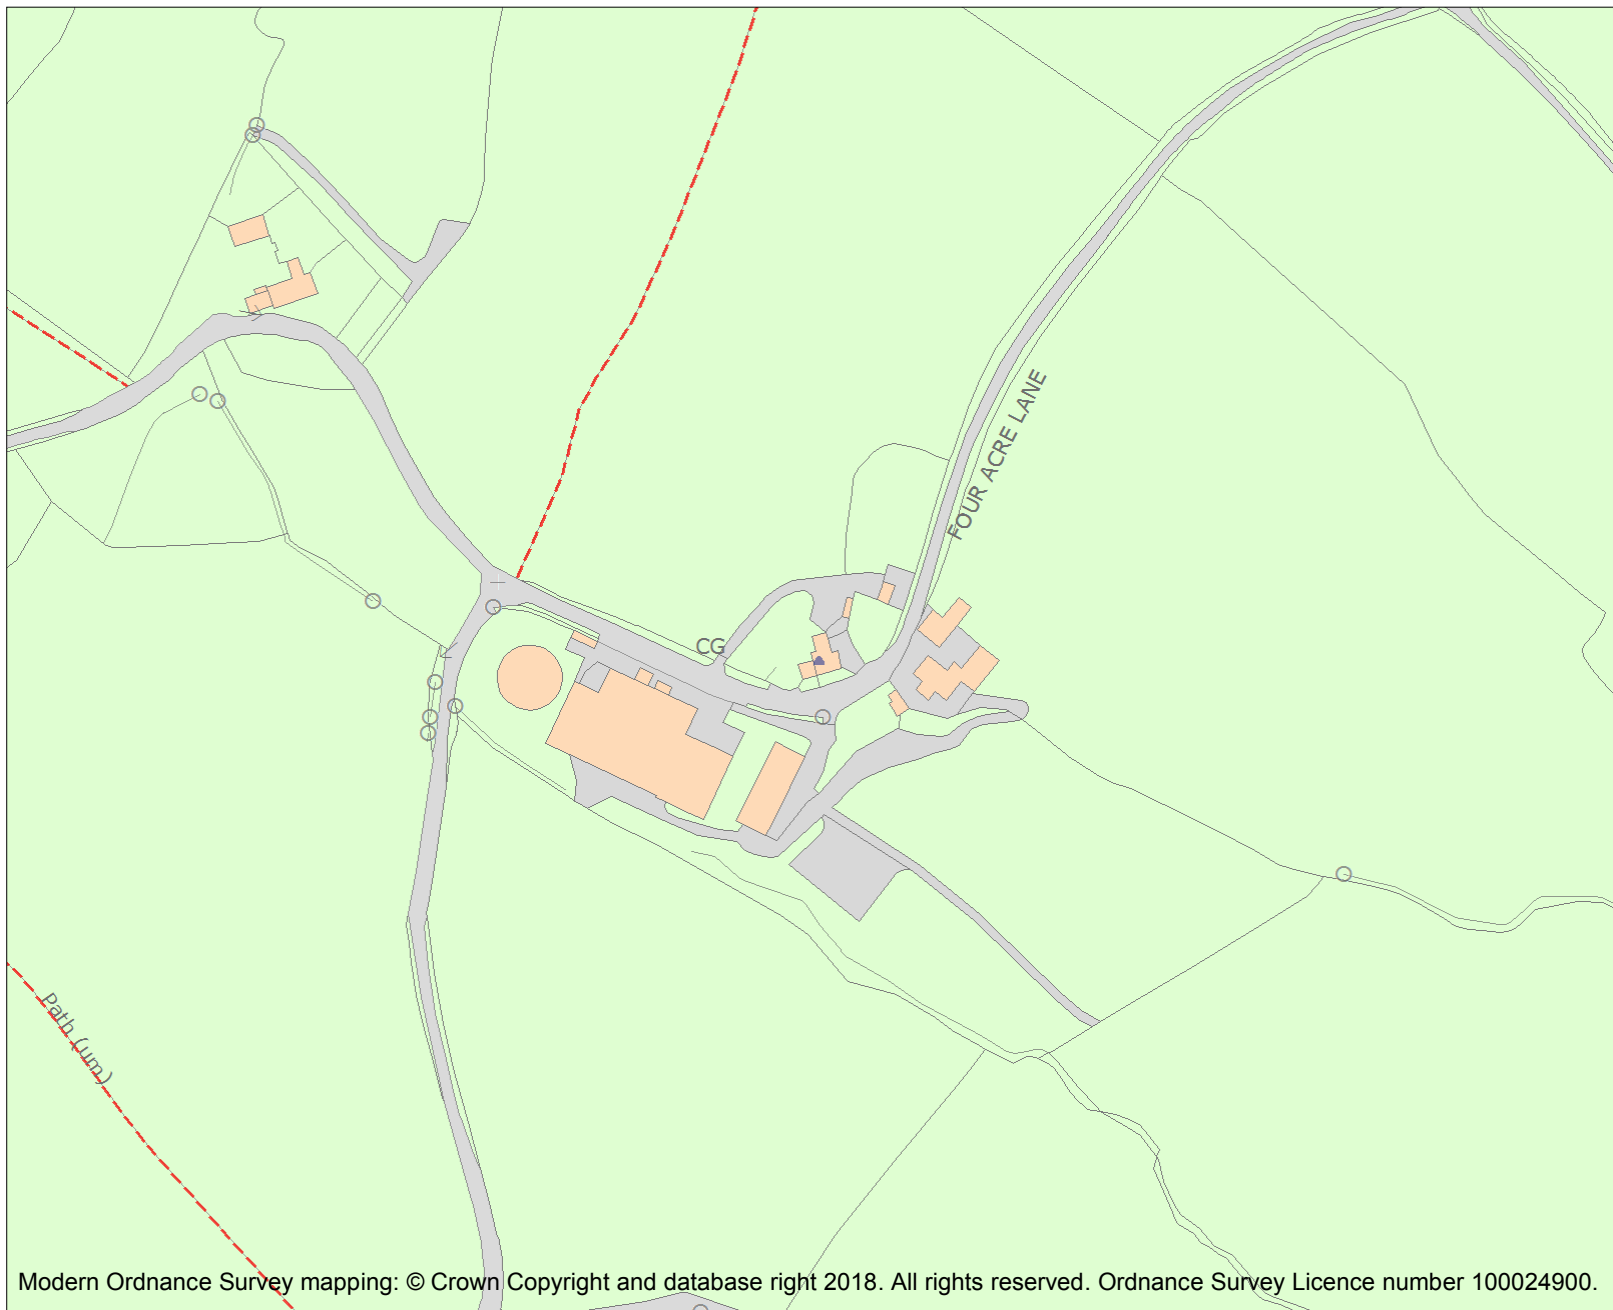 FOUR ACRE LANE
CG
Path (um)
Modern Ordnance Survey mapping: © Crown Copyright and database right 2018. All rights reserved. Ordnance Survey Licence number 100024900.